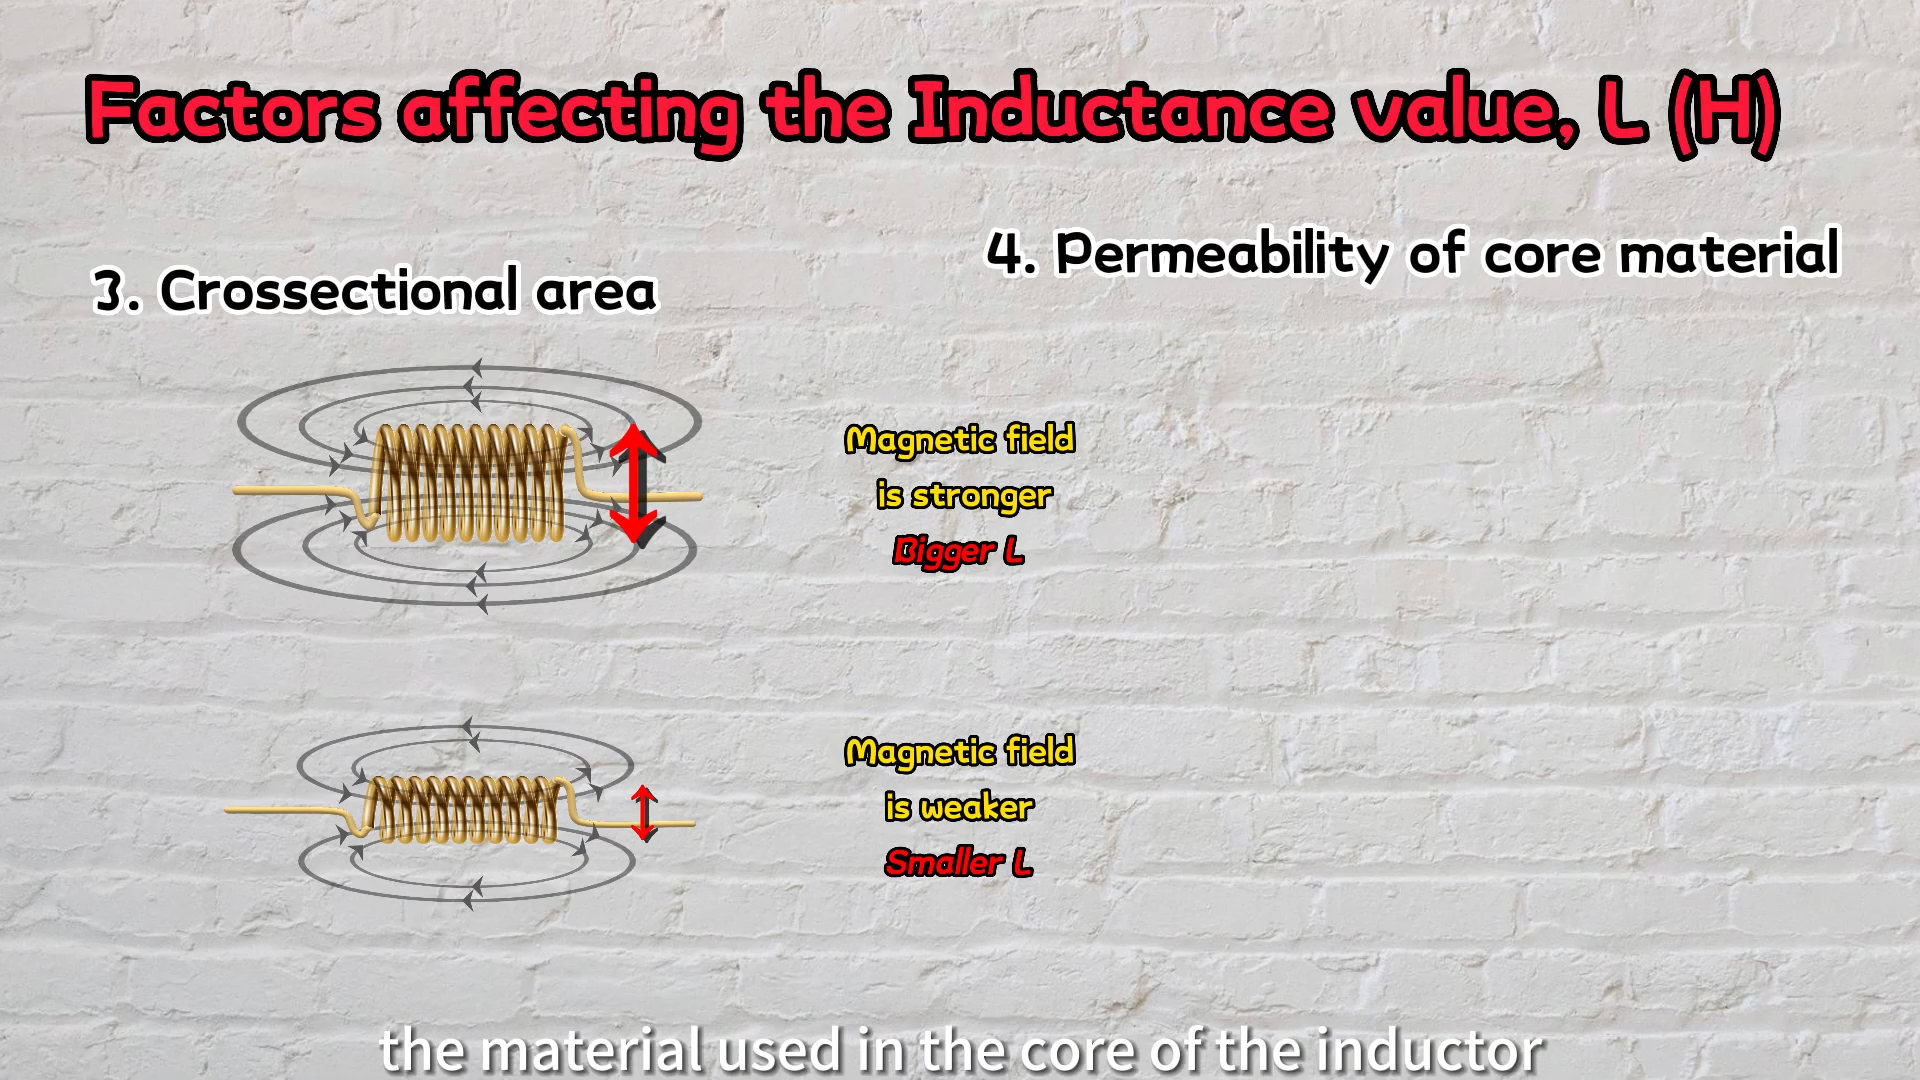 Factors affecting the Inductance value, L (H)
3. Crossectional area
4. Permeability of core material
Magnetic field
is stronger
Bigger L
Magnetic field
is weaker
Smaller L
the material used in the core of the inductor